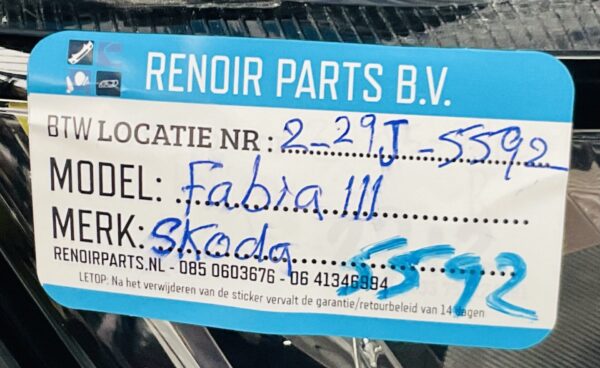 RENOIR PARTS B.V.
BTW LOCATIE NR: 2-29J-5592
MODEL: Fabia III
MERK: Skoda 5592
RENOIRPARTS.NL - 085 0603676 - 06 41346994
LETOP: Na het verwijderen van de sticker vervalt de garantie/retourbeleid van 14 dagen